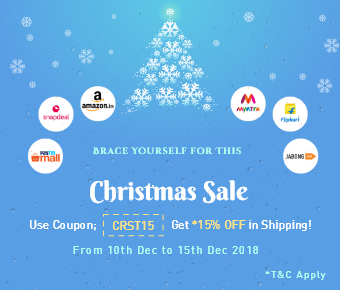 snapdeal
amazon.in
Myntra
Flipkart
PAYTM
mall
JABONG
BRACE YOURSELF FOR THIS
Christmas Sale
Use Coupon; CRST15 Get *15% OFF in Shipping!
From 10th Dec to 15th Dec 2018
*T&C Apply